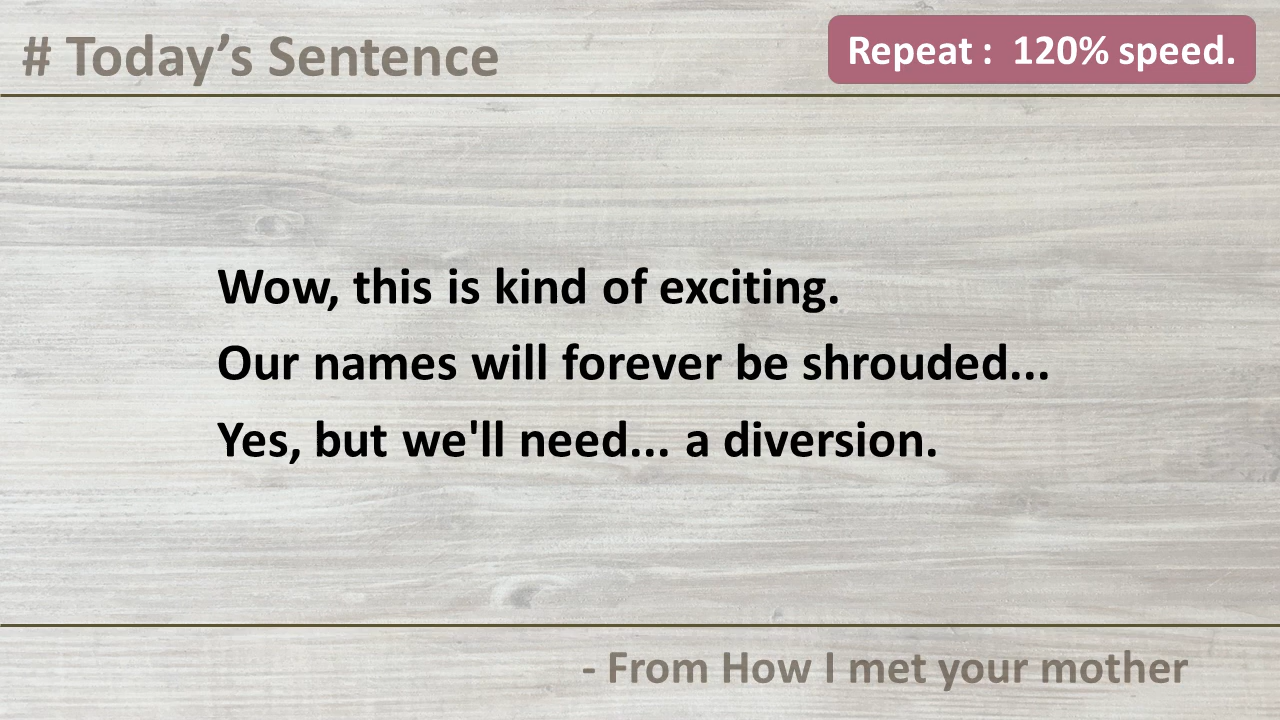 # Today’s Sentence
Repeat :  120% speed.
Wow, this is kind of exciting.
Our names will forever be shrouded...
Yes, but we'll need... a diversion.
- From How I met your mother